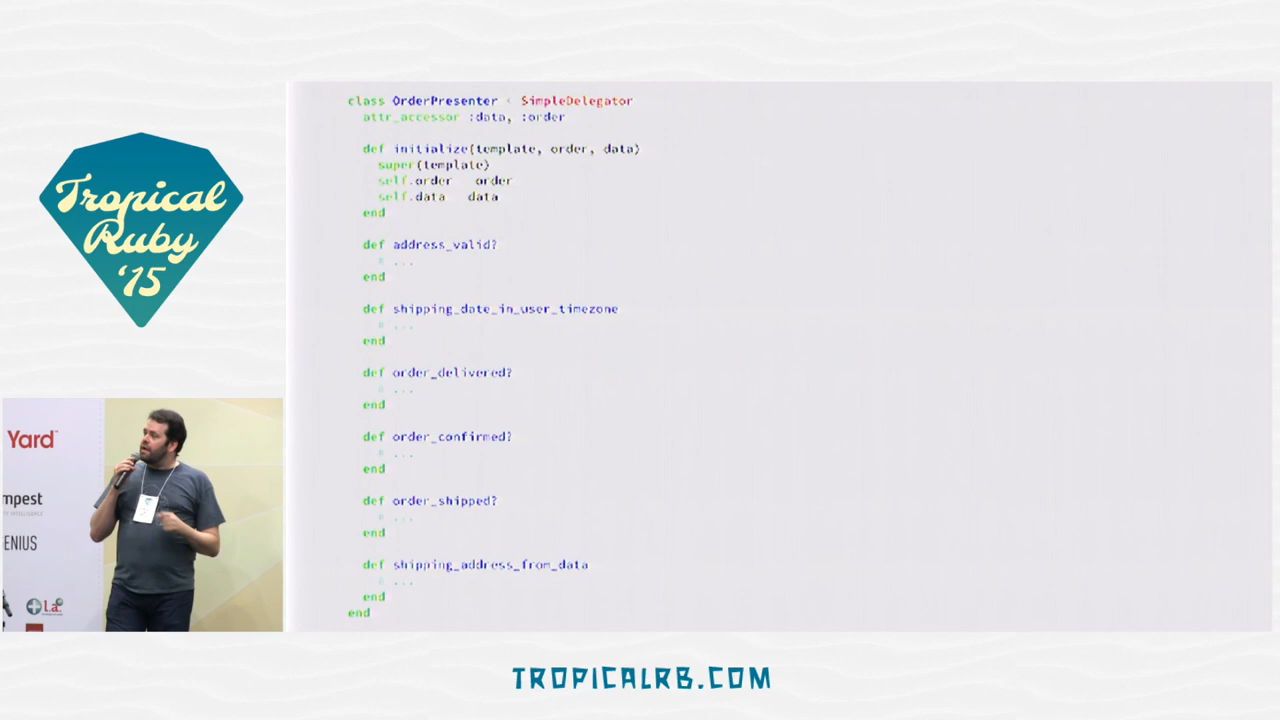 Tropical
Ruby
'15
class OrderPresenter < SimpleDelegator
attr_accessor :data, :order
def initialize(template, order, data)
super(template)
self.order order
self.data data
end
def address_valid?
# ...
end
def shipping_date_in_user_timezone
# ...
end
def order_delivered?
# ...
end
def order_confirmed?
# ...
end
def order_shipped?
# ...
end
def shipping_address_from_data
# ...
end
end
Yard
mpest
ENIUS
l.a.
TROPICALRB.COM